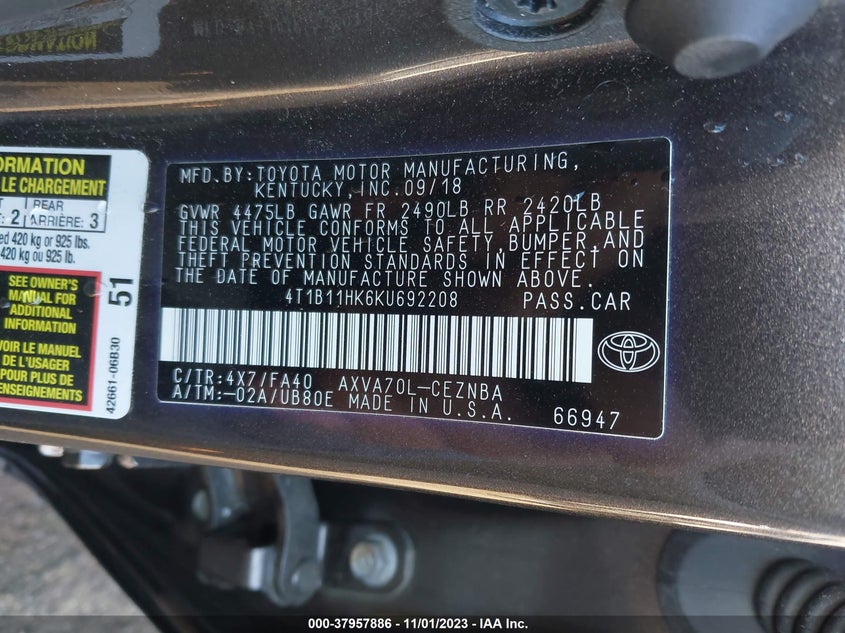 MFD.BY:TOYOTA MOTOR MANUFACTURING,
KENTUCKY, INC.09/18
GVWR 4475LB GAWR FR 2490LB RR 2420LB
THIS VEHICLE CONFORMS TO ALL APPLICABLE
FEDERAL MOTOR VEHICLE SAFETY,BUMPER,AND
THEFT PREVENTION STANDARDS IN EFFECT ON
THE DATE OF MANUFACTURE SHOWN ABOVE.
4T1B11HK6KU692208 PASS.CAR
C/TR:4X7/FA40 AXVA70L-CEZNBA
A/TM:-02A/UB80E MADE IN U.S.A. 66947
ORMATION
LE CHARGEMENT
2 REAR
ARRIÈRE: 3
420 kg or 925 lbs.
420 kg ou 925 lb.
SEE OWNER'S
MANUAL FOR
ADDITIONAL
INFORMATION
VOIR LE MANUEL
DE L'USAGER
POUR PLUS DE
ENSEIGNEMENTS
51
42661-06B30
000-37957886 - 11/01/2023 - IAA Inc.